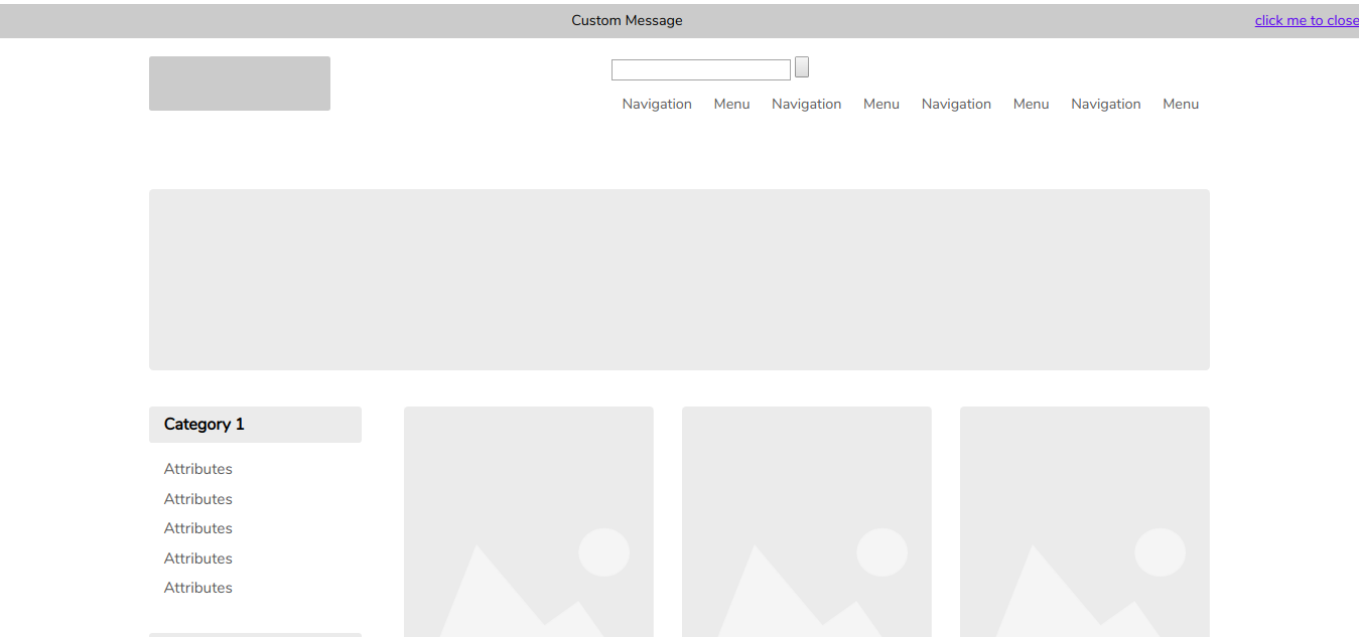 Custom Message click me to close
Navigation Menu Navigation Menu Navigation Menu Navigation Menu
Category 1
Attributes
Attributes
Attributes
Attributes
Attributes